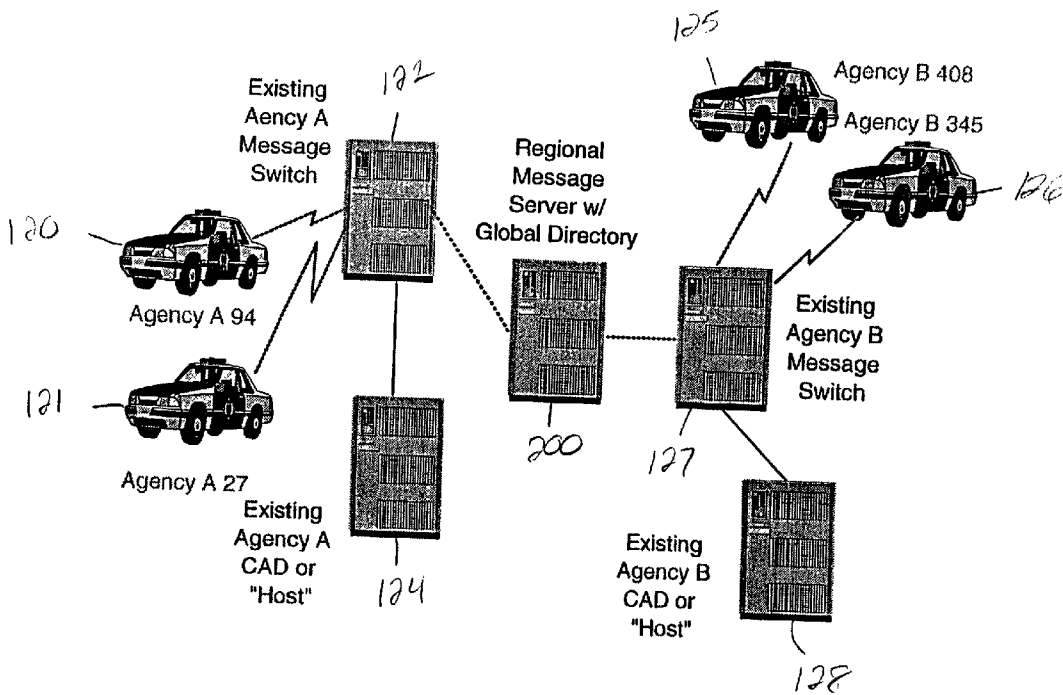 125
122
Agency B 408
Existing
Aency A
Message
Switch
Agency B 345
Regional
Message
Server w/
Global Directory
126
120
Agency A 94
Existing
Agency B
Message
Switch
121
200
127
Agency A 27
Existing
Agency A
CAD or
"Host"
124
Existing
Agency B
CAD or
"Host"
128